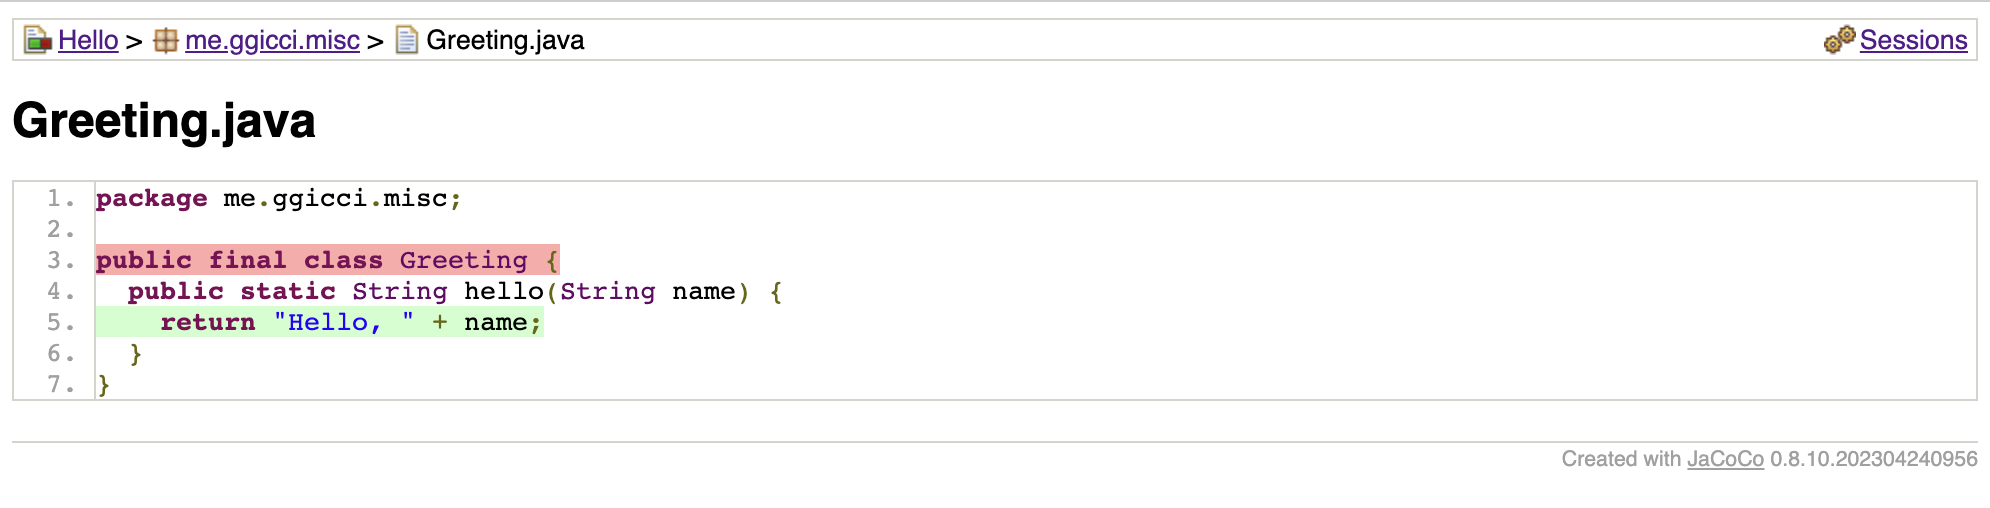 Hello > me.ggicci.misc > Greeting.java Sessions
Greeting.java
1. package me.ggicci.misc;
2.
3. public final class Greeting {
4.   public static String hello(String name) {
5.     return "Hello, " + name;
6.   }
7. }
Created with JaCoCo 0.8.10.202304240956